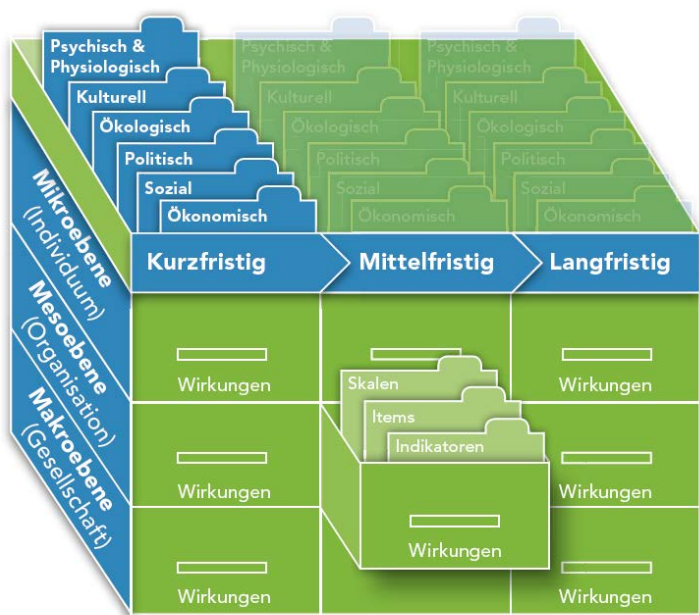 Psychisch &
Physiologisch
Kulturell
Ökologisch
Politisch
Sozial
Ökonomisch
Psychisch &
Physiologisch
Kulturell
Ökologisch
Politisch
Sozial
Ökonomisch
Psychisch &
Physiologisch
Kulturell
Ökologisch
Politisch
Sozial
Ökonomisch
Mikroebene
(Individuum)
Mesoebene
(Organisation)
Makroebene
(Gesellschaft)
Kurzfristig
Mittelfristig
Langfristig
Wirkungen
Wirkungen
Skalen
Items
Indikatoren
Wirkungen
Wirkungen
Wirkungen
Wirkungen
Wirkungen